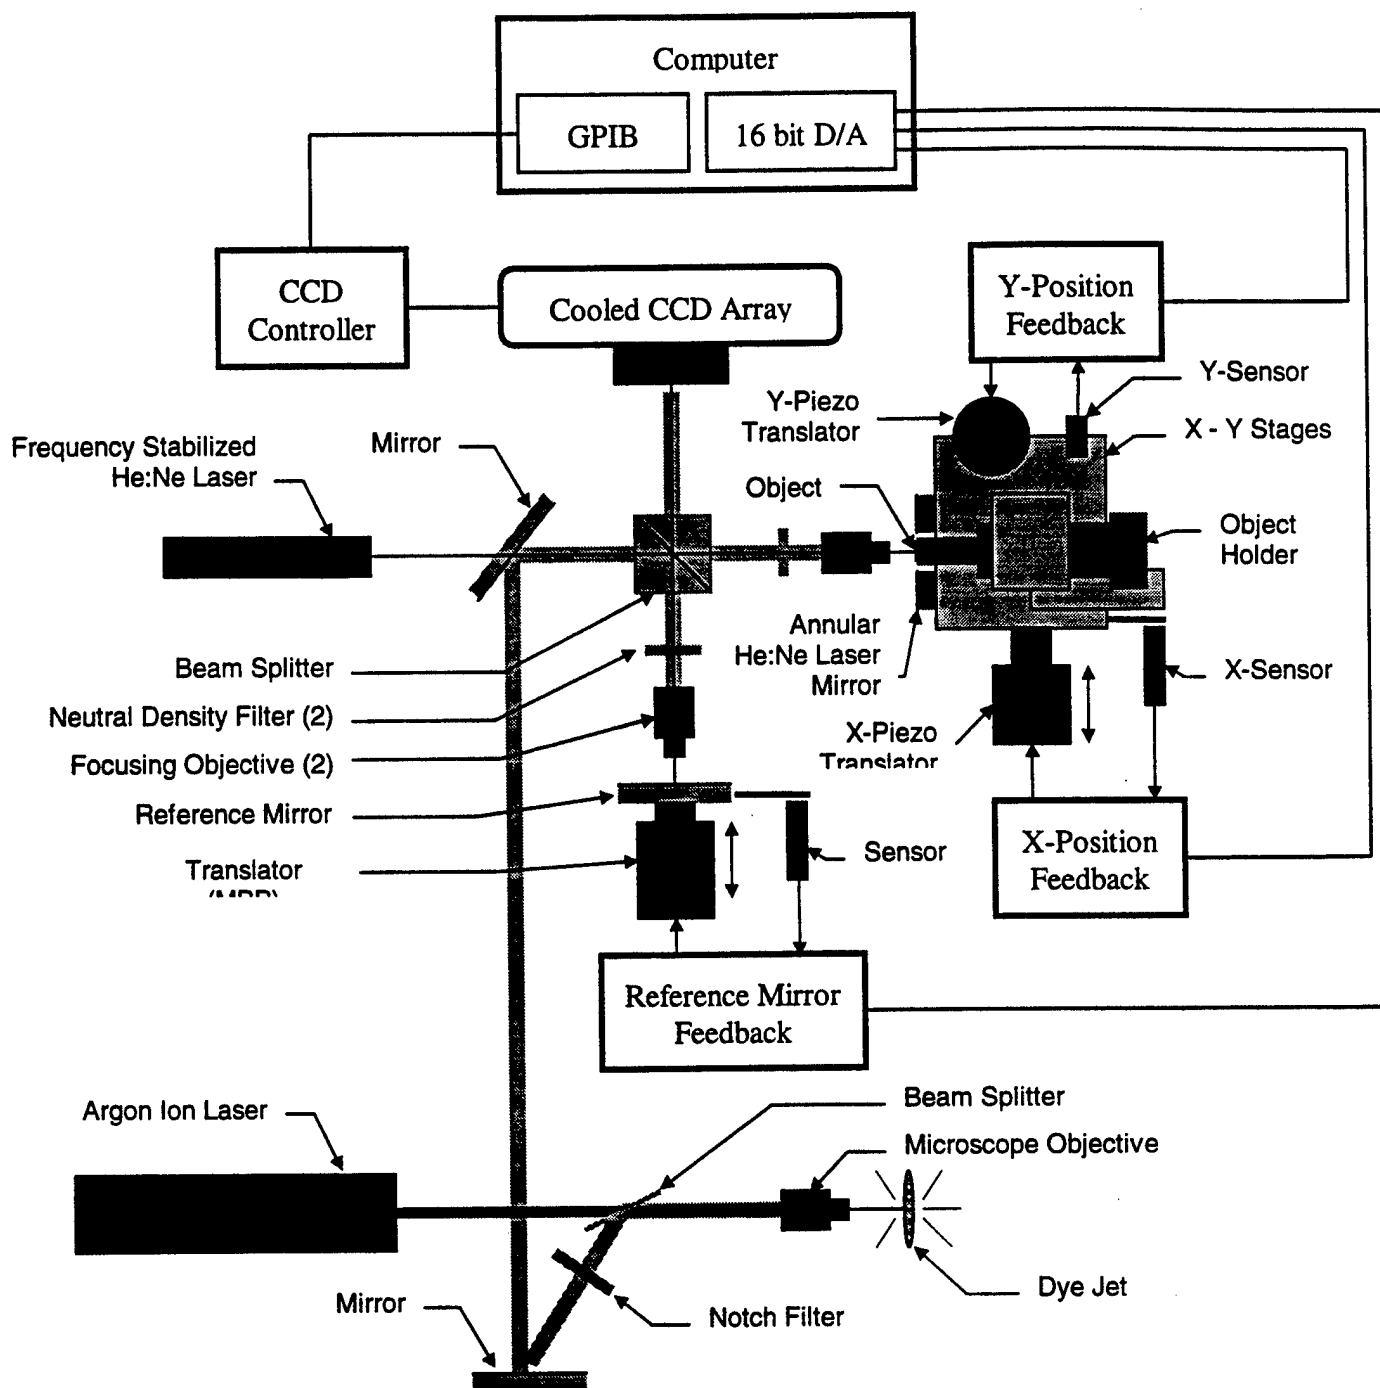 Computer
GPIB
16 bit D/A
CCD
Controller
Cooled CCD Array
Y-Position
Feedback
Y-Sensor
Y-Piezo
Translator
X - Y Stages
Frequency Stabilized
He:Ne Laser
Mirror
Object
Object
Holder
Annular
He:Ne Laser
Mirror
Beam Splitter
X-Sensor
Neutral Density Filter (2)
X-Piezo
Translator
Focusing Objective (2)
Reference Mirror
Translator
Sensor
X-Position
Feedback
Reference Mirror
Feedback
Argon Ion Laser
Beam Splitter
Microscope Objective
Dye Jet
Mirror
Notch Filter